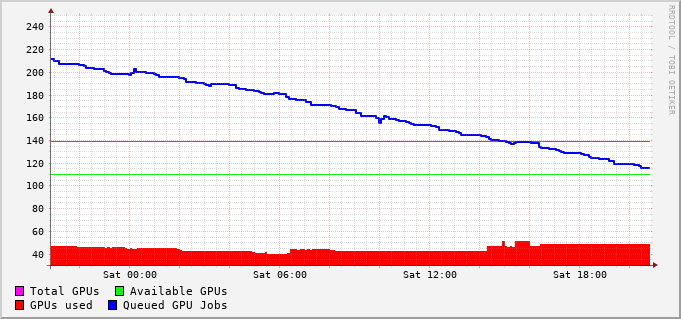 240
220
200
180
160
140
120
100
80
60
40
Sat 00:00 Sat 06:00 Sat 12:00 Sat 18:00
Total GPUs Available GPUs
GPUs used Queued GPU Jobs
RRDTOOL / TOBI OETIKER